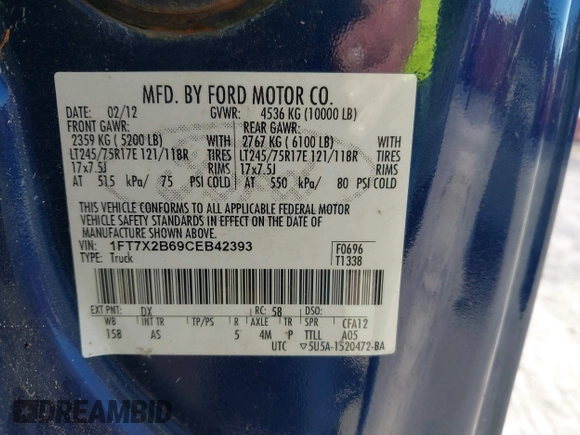 MFD. BY FORD MOTOR CO.
DATE: 02/12 GVWR: 4536 KG (10000 LB)
FRONT GAWR: REAR GAWR:
2359 KG ( 5200 LB) WITH 2767 KG ( 6100 LB) WITH
LT245/75R17E 121/118R TIRES LT245/75R17E 121/118R TIRES
17x7.5J RIMS 17x7.5J RIMS
AT 515 kPa/ 75 PSI COLD AT 550 kPa/ 80 PSI COLD
THIS VEHICLE CONFORMS TO ALL APPLICABLE FEDERAL MOTOR
VEHICLE SAFETY STANDARDS IN EFFECT ON THE DATE OF
MANUFACTURE SHOWN ABOVE.
VIN: 1FT7X2B69CEB42393 F0696
TYPE: Truck T1338
EXT PNT: DX RC: 58 DSO:
WB INT TR TP/PS R AXLE TR SPR CFA12
158 AS 5 4M P TTLL A05
UTC ▽5U5A-1520472-BA
DREAMBID